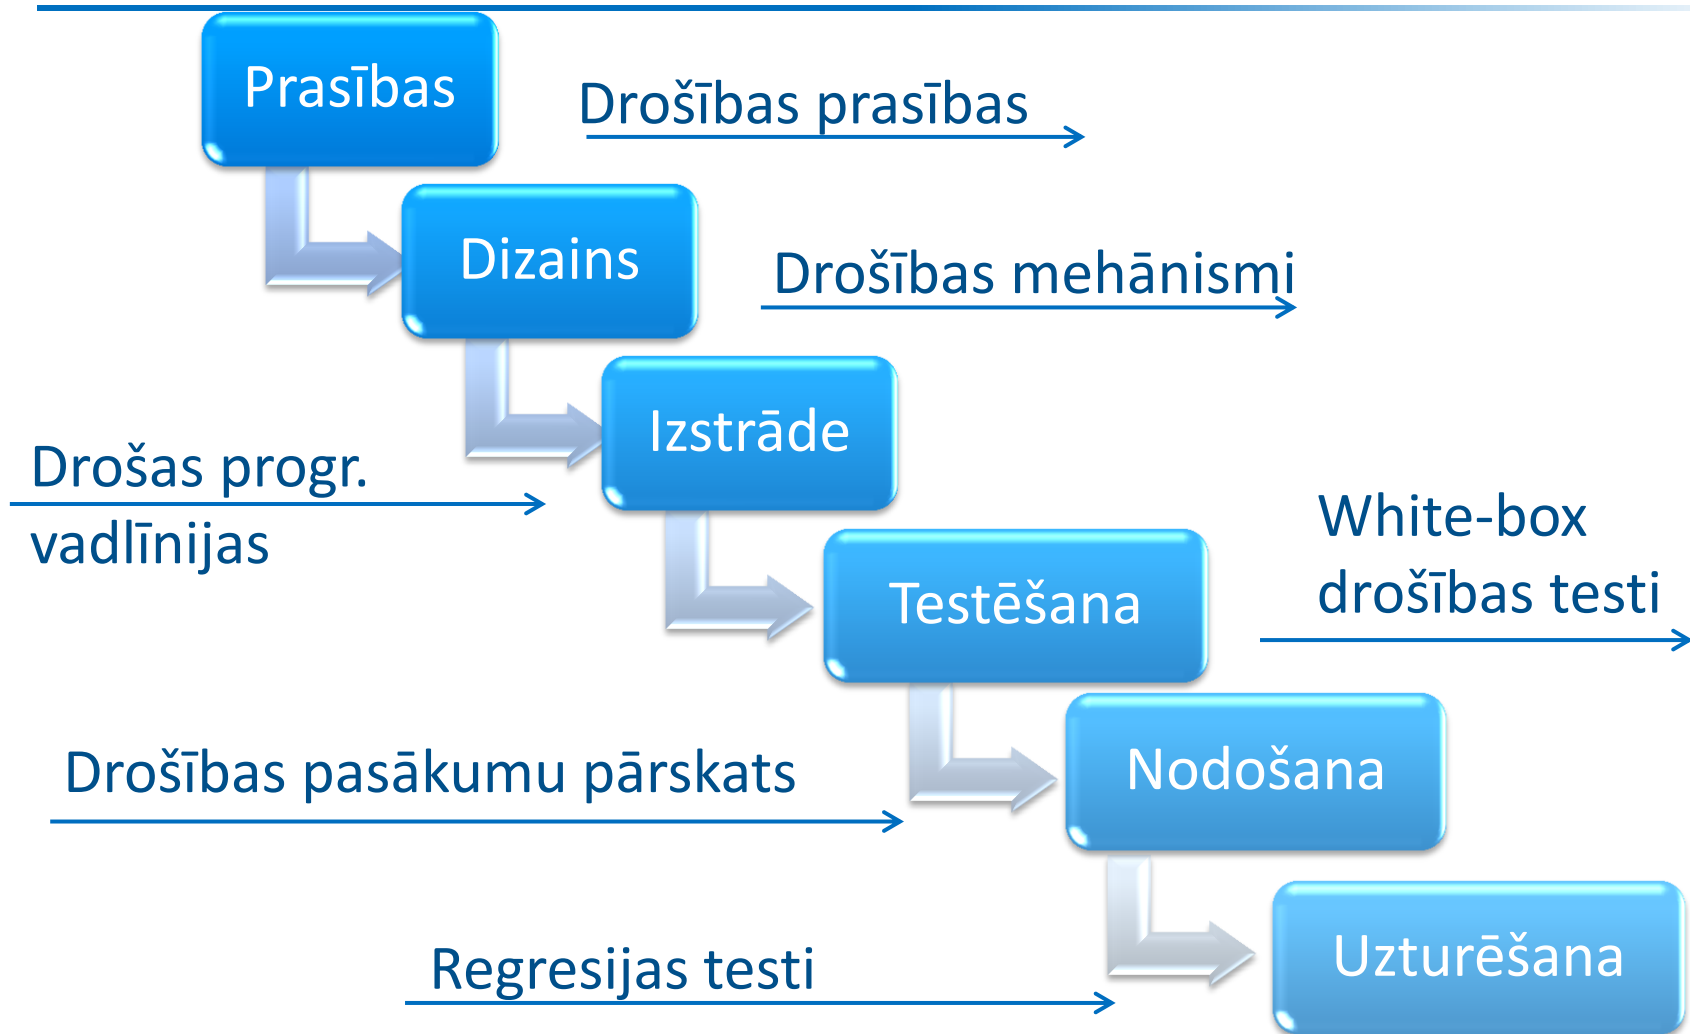 Prasības
Drošības prasības
Dizains
Drošības mehānismi
Izstrāde
Drošas progr.
vadlīnijas
Testēšana
White-box
drošības testi
Drošības pasākumu pārskats
Nodošana
Regresijas testi
Uzturēšana